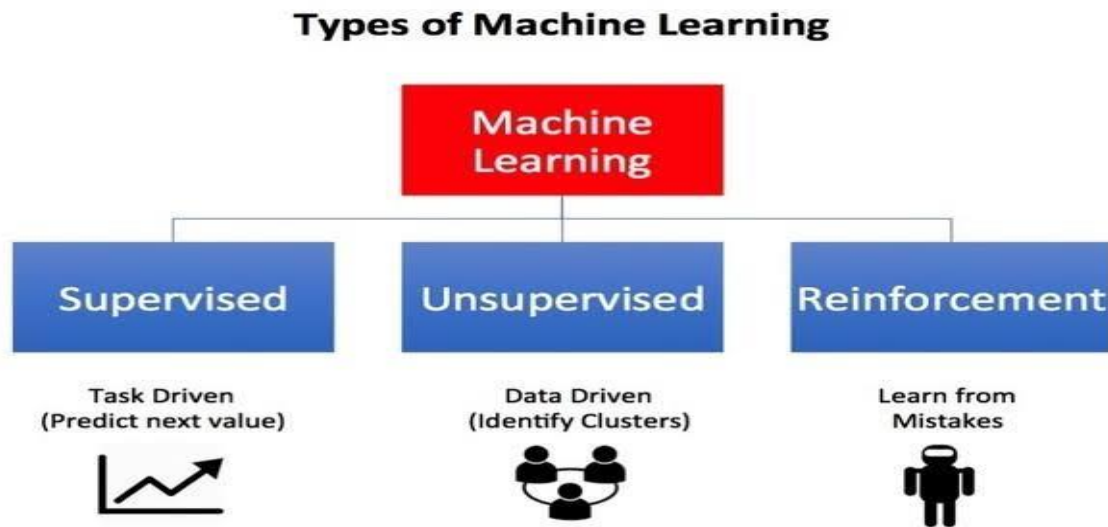 Types of Machine Learning
Machine
Learning
Supervised
Unsupervised
Reinforcement
Task Driven
(Predict next value)
Data Driven
(Identify Clusters)
Learn from
Mistakes